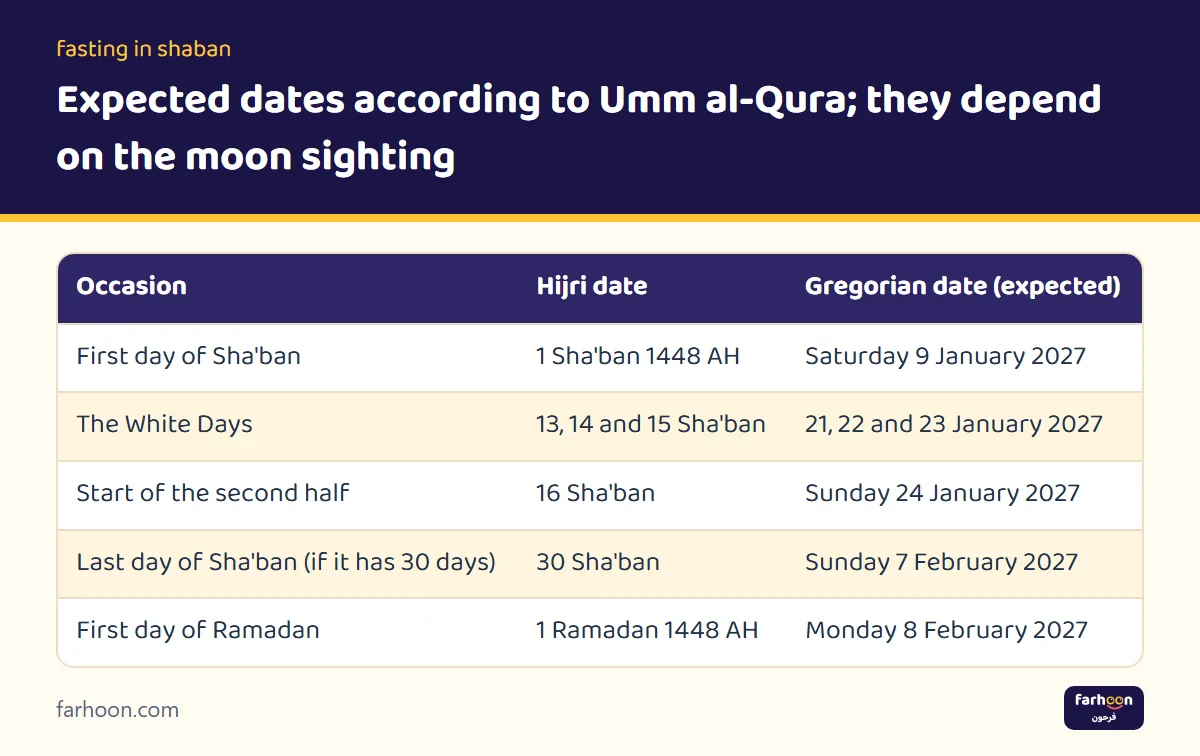 fasting in shaban
Expected dates according to Umm al-Qura; they depend
on the moon sighting
Occasion Hijri date Gregorian date (expected)
First day of Sha'ban 1 Sha'ban 1448 AH Saturday 9 January 2027
The White Days 13, 14 and 15 Sha'ban 21, 22 and 23 January 2027
Start of the second half 16 Sha'ban Sunday 24 January 2027
Last day of Sha'ban (if it has 30 days) 30 Sha'ban Sunday 7 February 2027
First day of Ramadan 1 Ramadan 1448 AH Monday 8 February 2027
farhoon.com
farhoon
فرحون